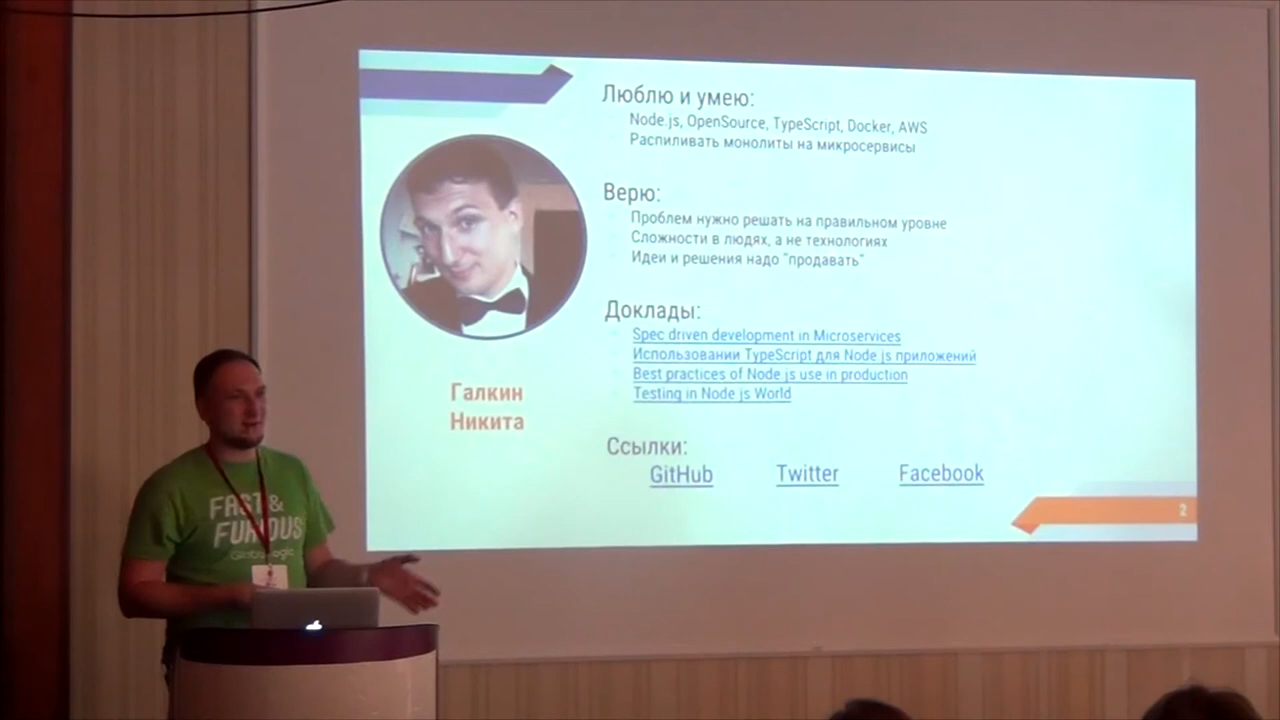 Люблю и умею:
Node.js, OpenSource, TypeScript, Docker, AWS
Распиливать монолиты на микросервисы
Верю:
Проблем нужно решать на правильном уровне
Сложности в людях, а не технологиях
Идеи и решения надо "продавать"
Доклады:
Spec driven development in Microservices
Использовании TypeScript для Node.js приложений
Best practices of Node.js use in production
Testing in Node.js World
Ссылки:
GitHub Twitter Facebook
2
Галкин
Никита
FAST &
FURIOUS
GlobalLogic